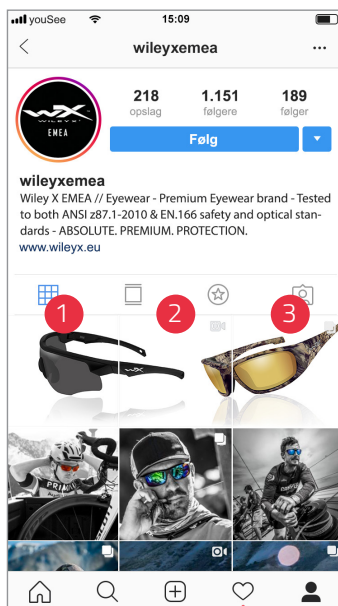 youSee
15:09
wileyxemea
218
1.151
189
opslag
følgere
følger
Følg
WX
WILEY X
EMEA
wileyxemea
Wiley X EMEA // Eyewear - Premium Eyewear brand - Tested
to both ANSI z87.1-2010 & EN.166 safety and optical stan-
dards - ABSOLUTE. PREMIUM. PROTECTION.
www.wileyx.eu
1
2
3